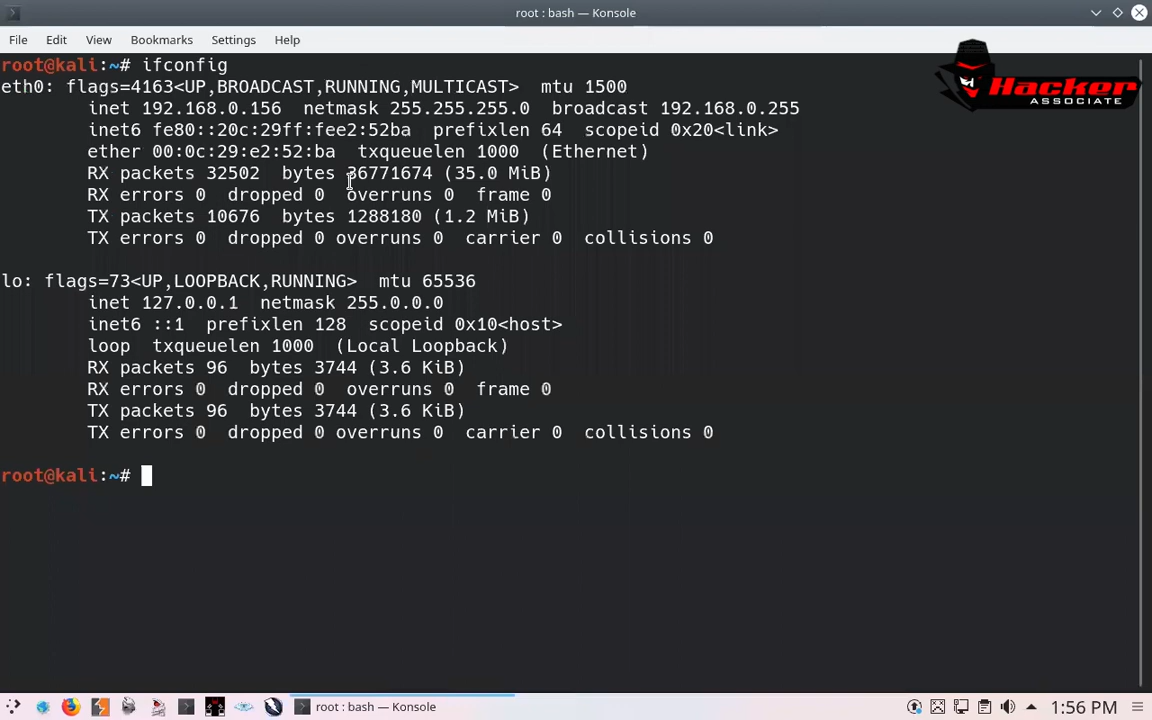 root : bash — Konsole
File Edit View Bookmarks Settings Help
root@kali:~# ifconfig
eth0: flags=4163<UP,BROADCAST,RUNNING,MULTICAST>  mtu 1500
        inet 192.168.0.156  netmask 255.255.255.0  broadcast 192.168.0.255
        inet6 fe80::20c:29ff:fee2:52ba  prefixlen 64  scopeid 0x20<link>
        ether 00:0c:29:e2:52:ba  txqueuelen 1000  (Ethernet)
        RX packets 32502  bytes 36771674 (35.0 MiB)
        RX errors 0  dropped 0  overruns 0  frame 0
        TX packets 10676  bytes 1288180 (1.2 MiB)
        TX errors 0  dropped 0 overruns 0  carrier 0  collisions 0
lo: flags=73<UP,LOOPBACK,RUNNING>  mtu 65536
        inet 127.0.0.1  netmask 255.0.0.0
        inet6 ::1  prefixlen 128  scopeid 0x10<host>
        loop  txqueuelen 1000  (Local Loopback)
        RX packets 96  bytes 3744 (3.6 KiB)
        RX errors 0  dropped 0  overruns 0  frame 0
        TX packets 96  bytes 3744 (3.6 KiB)
        TX errors 0  dropped 0 overruns 0  carrier 0  collisions 0
root@kali:~#
Hacker
ASSOCIATE
root : bash — Konsole
1:56 PM